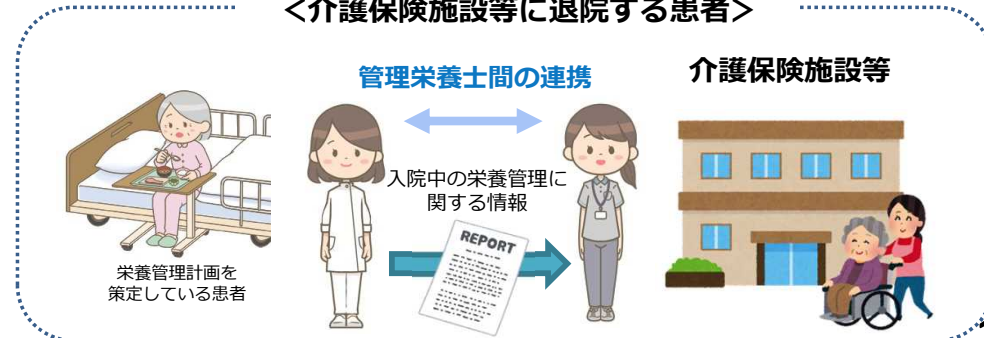 <介護保険施設等に退院する患者>
管理栄養士間の連携
介護保険施設等
入院中の栄養管理に
関する情報
REPORT
栄養管理計画を
策定している患者